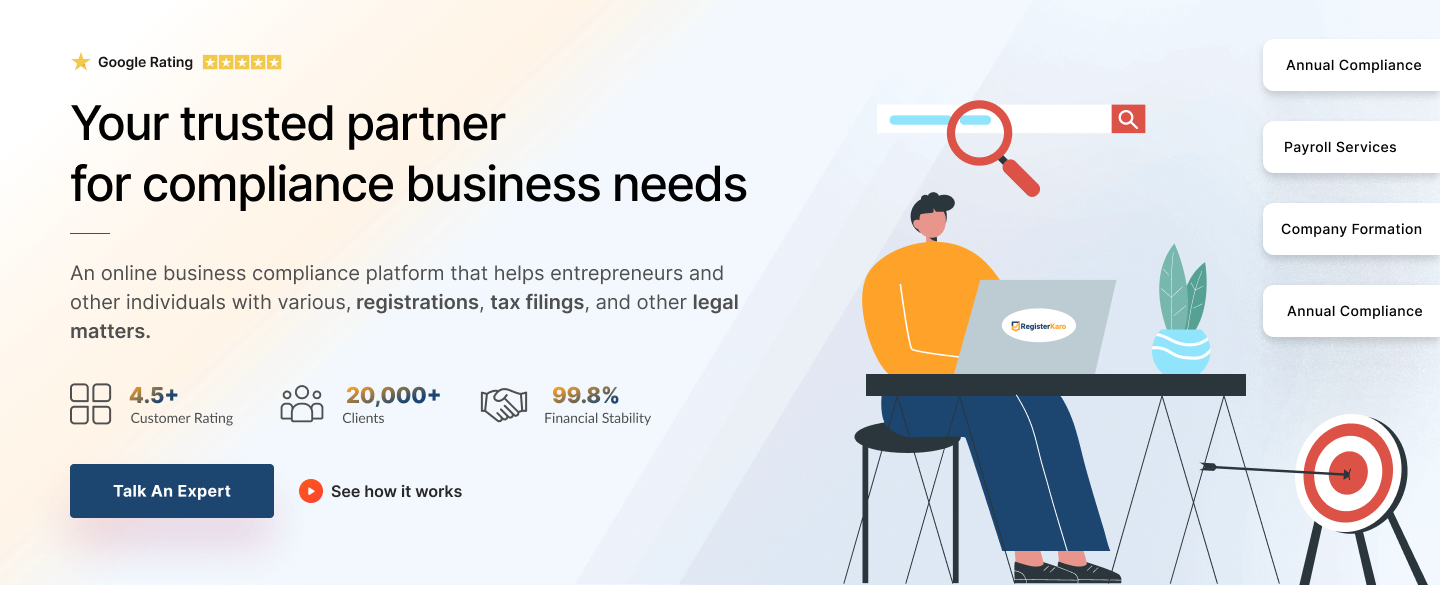 Google Rating
Your trusted partner
for compliance business needs
An online business compliance platform that helps entrepreneurs and
other individuals with various, registrations, tax filings, and other legal
matters.
4.5+
Customer Rating
20,000+
Clients
99.8%
Financial Stability
Talk An Expert
See how it works
RegisterKaro
Annual Compliance
Payroll Services
Company Formation
Annual Compliance